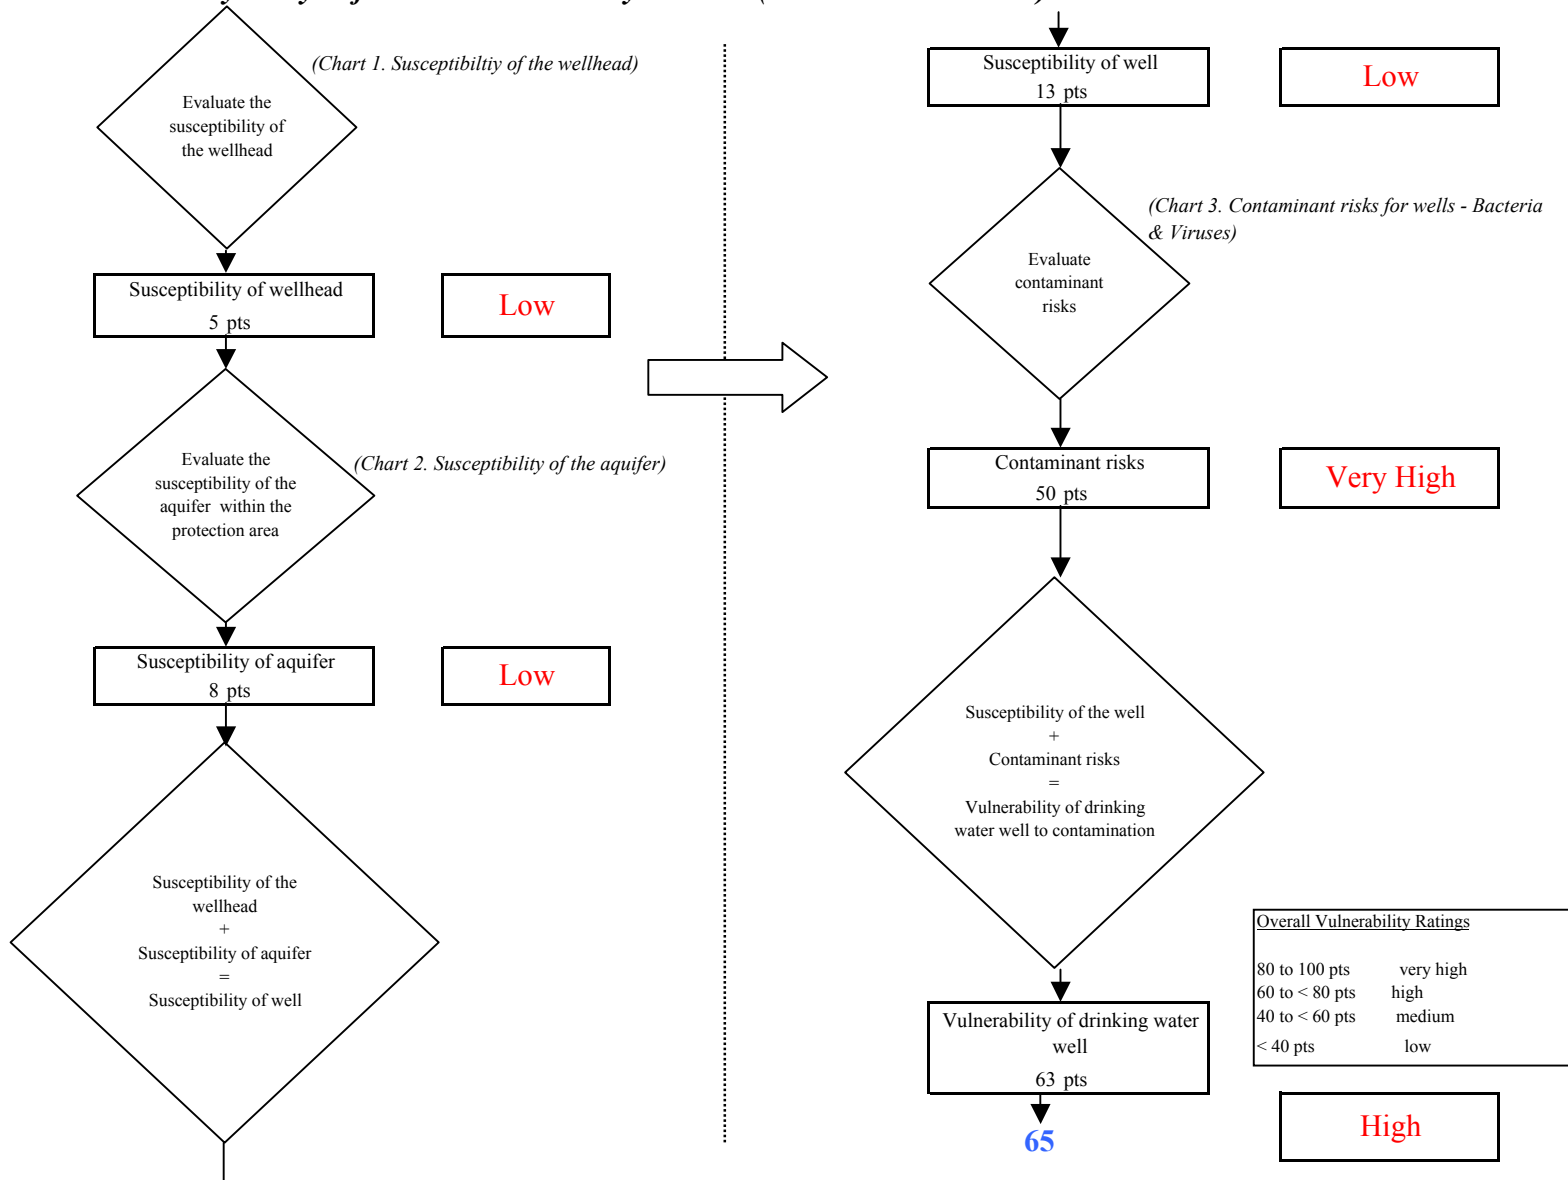 (Chart 1. Susceptibiltiy of the wellhead)
Evaluate the
susceptibility of
the wellhead
Susceptibility of wellhead
5 pts
Low
Evaluate the
susceptibility of the
aquifer within the
protection area
(Chart 2. Susceptibility of the aquifer)
Susceptibility of aquifer
8 pts
Low
Susceptibility of the
wellhead
+
Susceptibility of aquifer
=
Susceptibility of well
Susceptibility of well
13 pts
Low
(Chart 3. Contaminant risks for wells - Bacteria
& Viruses)
Evaluate
contaminant
risks
Contaminant risks
50 pts
Very High
Susceptibility of the well
+
Contaminant risks
=
Vulnerability of drinking
water well to contamination
Overall Vulnerability Ratings
80 to 100 pts very high
60 to < 80 pts high
40 to < 60 pts medium
< 40 pts low
Vulnerability of drinking water
well
63 pts
65
High